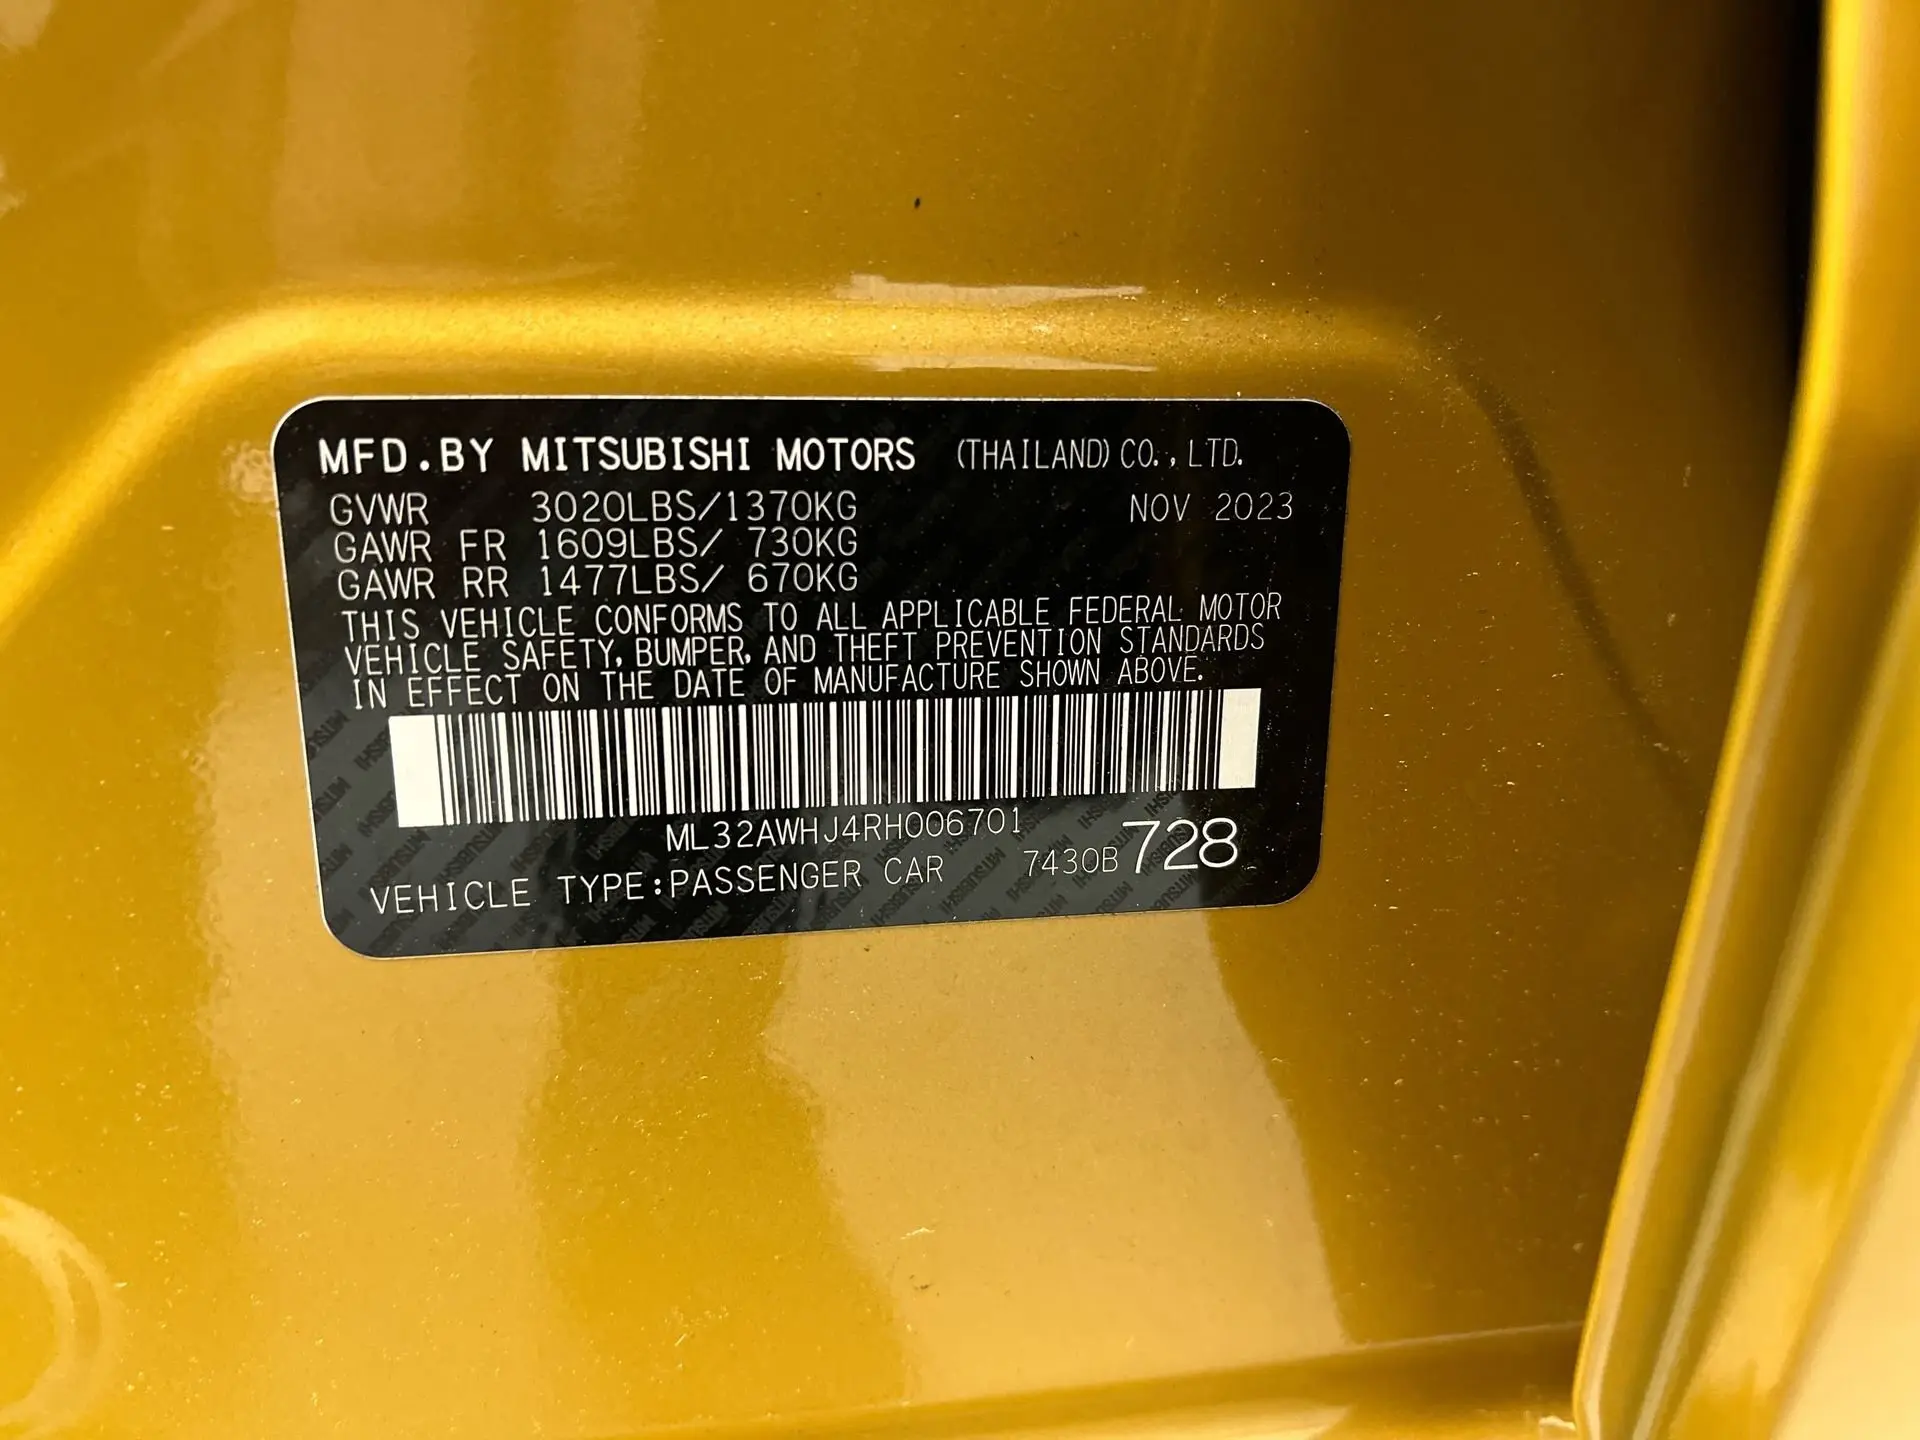 MFD.BY MITSUBISHI MOTORS (THAILAND) CO., LTD.
GVWR 3020LBS/1370KG NOV 2023
GAWR FR 1609LBS/ 730KG
GAWR RR 1477LBS/ 670KG
THIS VEHICLE CONFORMS TO ALL APPLICABLE FEDERAL MOTOR
VEHICLE SAFETY, BUMPER, AND THEFT PREVENTION STANDARDS
IN EFFECT ON THE DATE OF MANUFACTURE SHOWN ABOVE.
ML32AWHJ4RH006701
VEHICLE TYPE:PASSENGER CAR 7430B 728